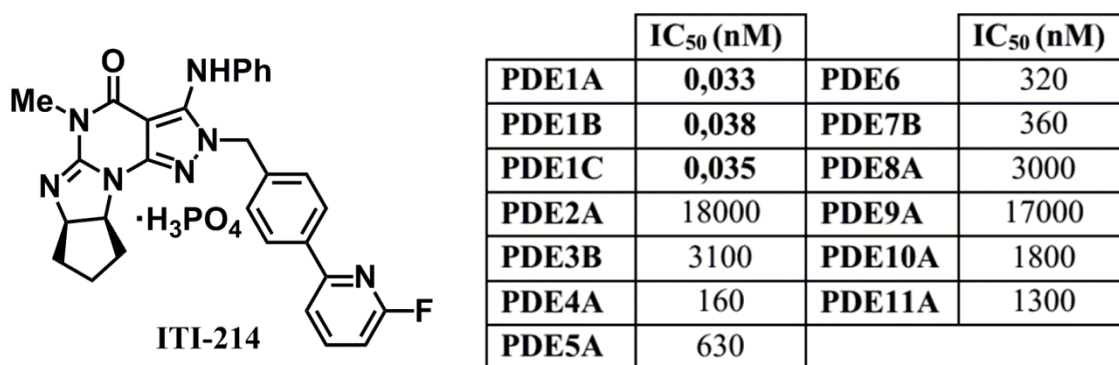 O
NHPh
Me
N
N
N
N
N
N
·H₃PO₄
N
F
ITI-214
IC₅₀ (nM) IC₅₀ (nM)
PDE1A 0,033 PDE6 320
PDE1B 0,038 PDE7B 360
PDE1C 0,035 PDE8A 3000
PDE2A 18000 PDE9A 17000
PDE3B 3100 PDE10A 1800
PDE4A 160 PDE11A 1300
PDE5A 630